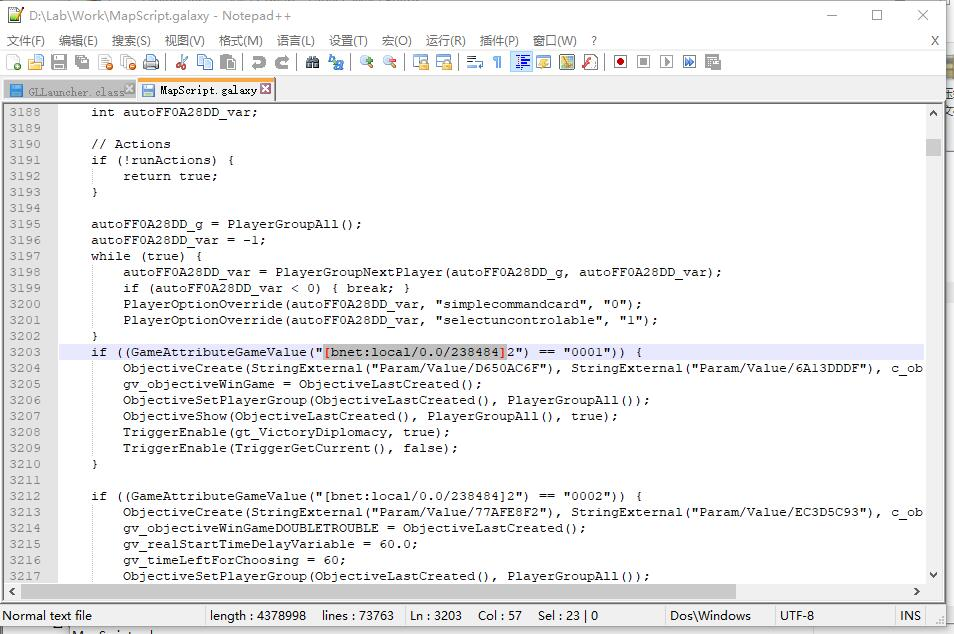 D:\Lab\Work\MapScript.galaxy - Notepad++
文件(F) 编辑(E) 搜索(S) 视图(V) 格式(M) 语言(L) 设置(T) 宏(O) 运行(R) 插件(P) 窗口(W) ? X
GLLauncher.class MapScript.galaxy
3188 int autoFF0A28DD_var;
3189
3190 // Actions
3191 if (!runActions) {
3192 return true;
3193 }
3194
3195 autoFF0A28DD_g = PlayerGroupAll();
3196 autoFF0A28DD_var = -1;
3197 while (true) {
3198 autoFF0A28DD_var = PlayerGroupNextPlayer(autoFF0A28DD_g, autoFF0A28DD_var);
3199 if (autoFF0A28DD_var < 0) { break; }
3200 PlayerOptionOverride(autoFF0A28DD_var, "simplecommandcard", "0");
3201 PlayerOptionOverride(autoFF0A28DD_var, "selectuncontrolable", "1");
3202 }
3203 if ((GameAttributeGameValue("[bnet:local/0.0/238484]2") == "0001")) {
3204 ObjectiveCreate(StringExternal("Param/Value/D650AC6F"), StringExternal("Param/Value/6A13DDDF"), c_ob
3205 gv_objectiveWinGame = ObjectiveLastCreated();
3206 ObjectiveSetPlayerGroup(ObjectiveLastCreated(), PlayerGroupAll());
3207 ObjectiveShow(ObjectiveLastCreated(), PlayerGroupAll(), true);
3208 TriggerEnable(gt_VictoryDiplomacy, true);
3209 TriggerEnable(TriggerGetCurrent(), false);
3210 }
3211
3212 if ((GameAttributeGameValue("[bnet:local/0.0/238484]2") == "0002")) {
3213 ObjectiveCreate(StringExternal("Param/Value/77AFE8F2"), StringExternal("Param/Value/EC3D5C93"), c_ob
3214 gv_objectiveWinGameDOUBLETROUBLE = ObjectiveLastCreated();
3215 gv_realStartTimeDelayVariable = 60.0;
3216 gv_timeLeftForChoosing = 60;
3217 ObjectiveSetPlayerGroup(ObjectiveLastCreated(), PlayerGroupAll());
Normal text file length : 4378998 lines : 73763 Ln : 3203 Col : 57 Sel : 23 | 0 Dos\Windows UTF-8 INS